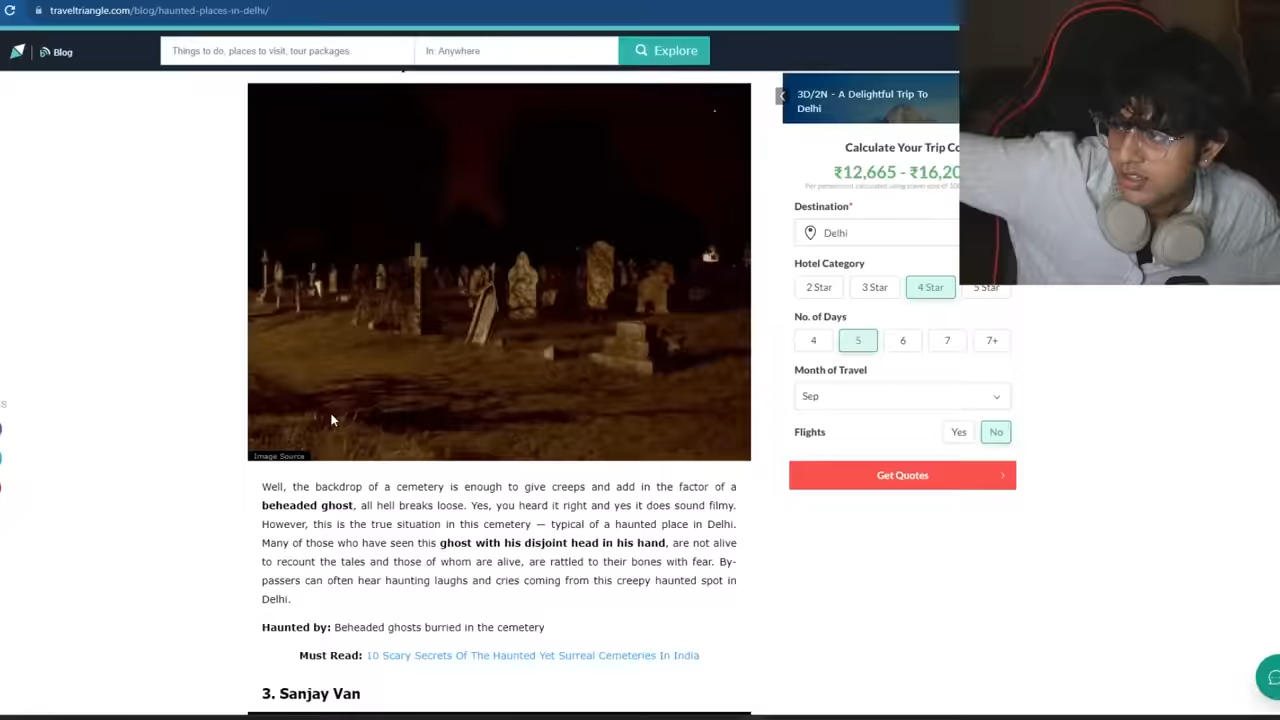 traveltriangle.com/blog/haunted-places-in-delhi/
Blog
Things to do, places to visit, tour packages.
In: Anywhere
Explore
Image Source
Well, the backdrop of a cemetery is enough to give creeps and add in the factor of a
beheaded ghost, all hell breaks loose. Yes, you heard it right and yes it does sound filmy.
However, this is the true situation in this cemetery — typical of a haunted place in Delhi.
Many of those who have seen this ghost with his disjoint head in his hand, are not alive
to recount the tales and those of whom are alive, are rattled to their bones with fear. By-
passers can often hear haunting laughs and cries coming from this creepy haunted spot in
Delhi.
Haunted by: Beheaded ghosts burried in the cemetery
Must Read: 10 Scary Secrets Of The Haunted Yet Surreal Cemeteries In India
3. Sanjay Van
3D/2N - A Delightful Trip To
Delhi
Calculate Your Trip Co
₹12,665 - ₹16,20
Destination*
Delhi
Hotel Category
2 Star
3 Star
4 Star
5 Star
No. of Days
4
5
6
7
7+
Month of Travel
Sep
Flights
Yes
No
Get Quotes